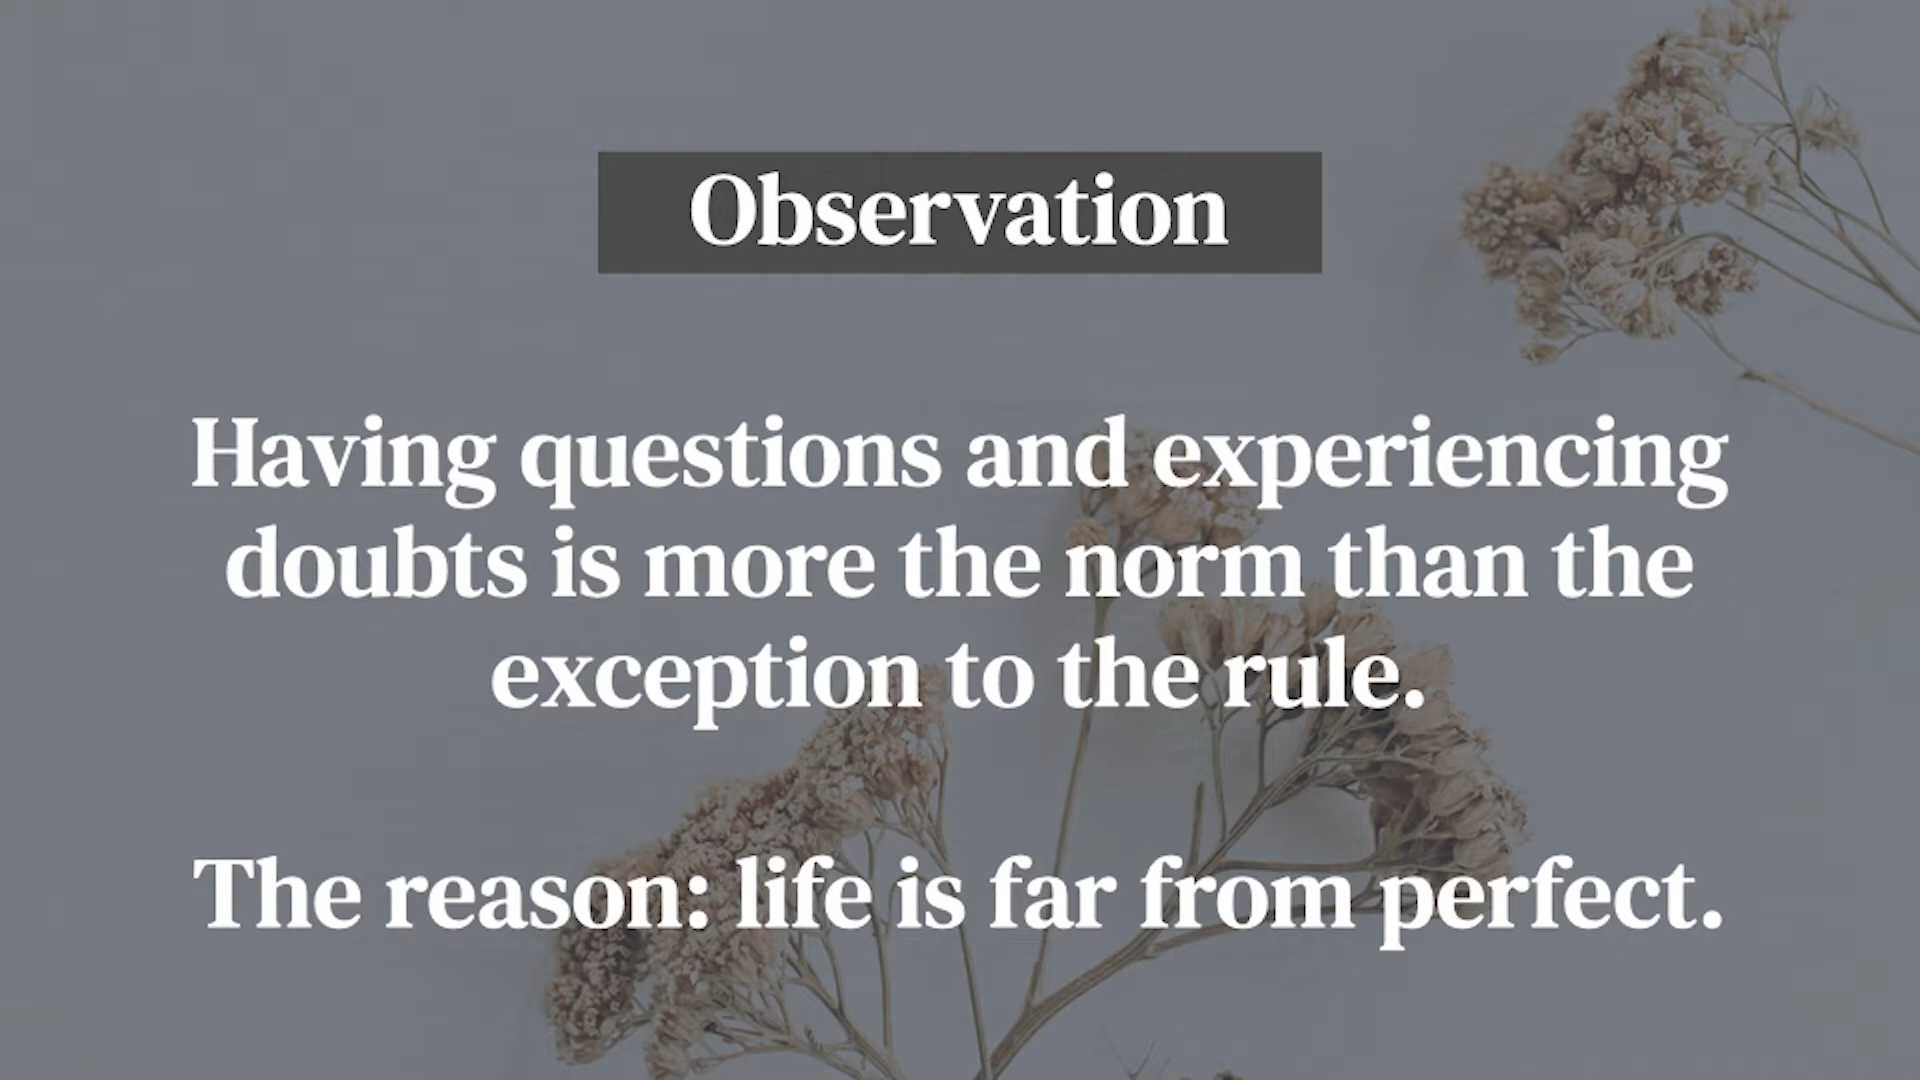 Observation
Having questions and experiencing
doubts is more the norm than the
exception to the rule.
The reason: life is far from perfect.